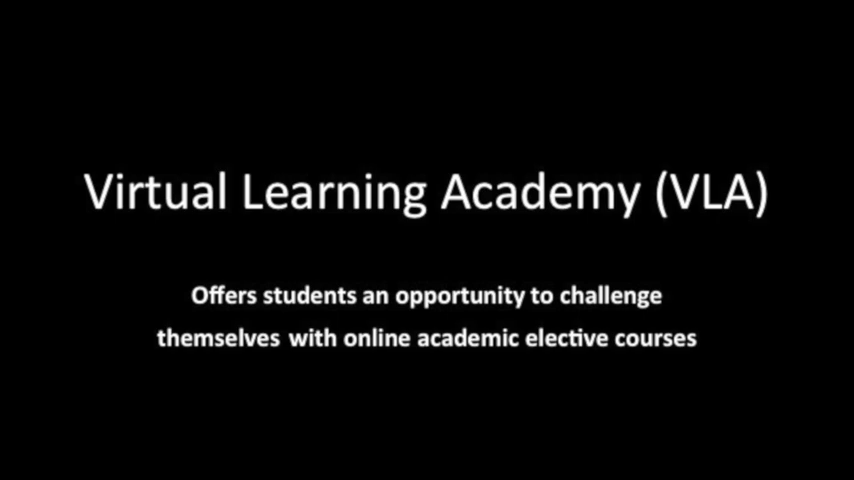 Virtual Learning Academy (VLA)
Offers students an opportunity to challenge
themselves with online academic elective courses